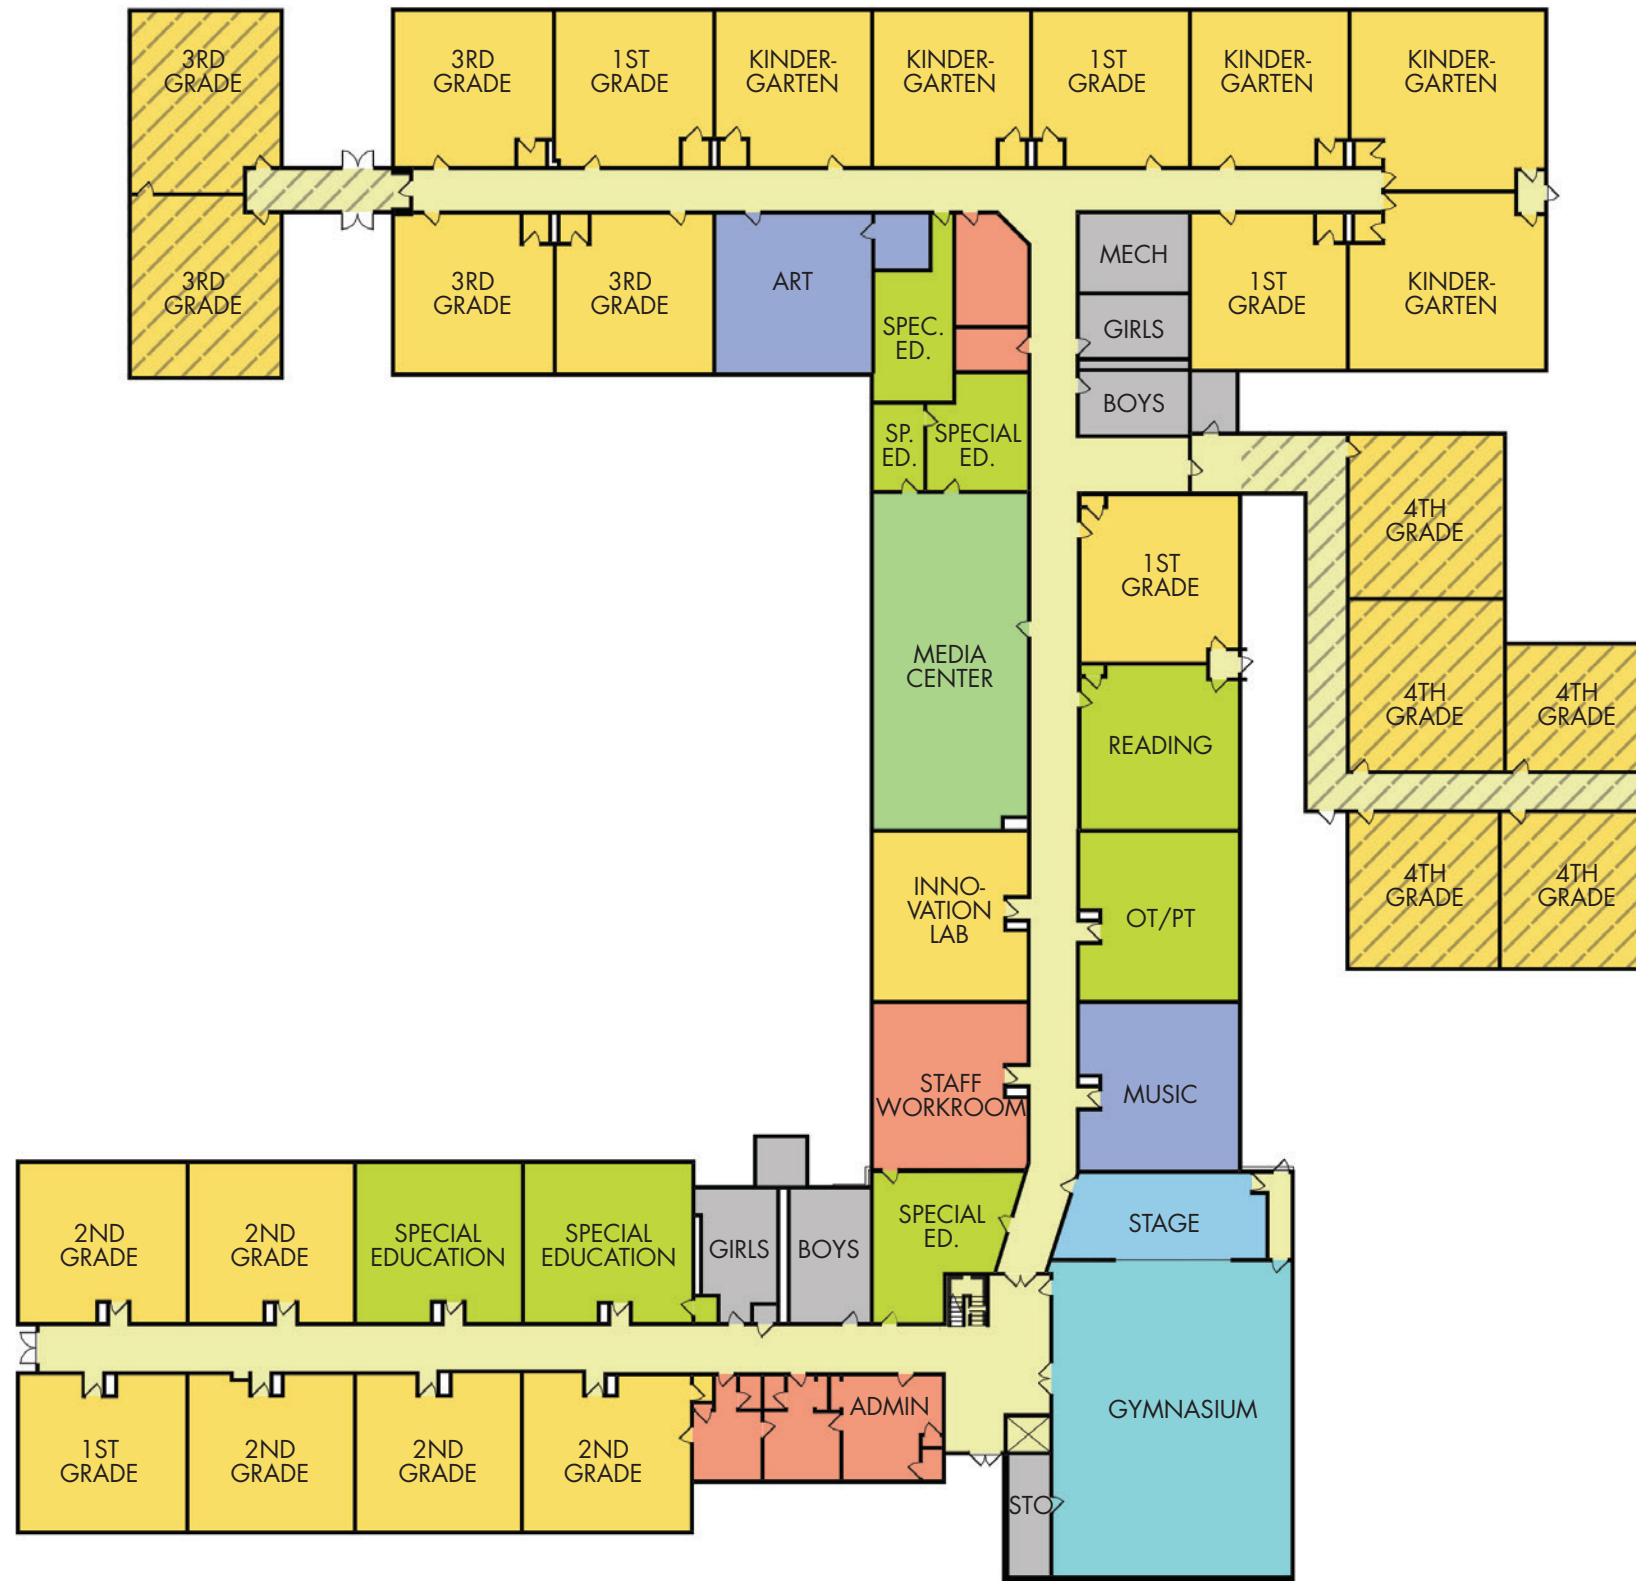 3RD
GRADE
3RD
GRADE
1ST
GRADE
KINDER-
GARTEN
KINDER-
GARTEN
1ST
GRADE
KINDER-
GARTEN
KINDER-
GARTEN
3RD
GRADE
3RD
GRADE
3RD
GRADE
ART
SPEC.
ED.
MECH
GIRLS
BOYS
1ST
GRADE
KINDER-
GARTEN
SP.
ED.
SPECIAL
ED.
4TH
GRADE
1ST
GRADE
MEDIA
CENTER
READING
4TH
GRADE
4TH
GRADE
INNO-
VATION
LAB
OT/PT
4TH
GRADE
4TH
GRADE
STAFF
WORKROOM
MUSIC
2ND
GRADE
2ND
GRADE
SPECIAL
EDUCATION
SPECIAL
EDUCATION
GIRLS
BOYS
SPECIAL
ED.
STAGE
1ST
GRADE
2ND
GRADE
2ND
GRADE
2ND
GRADE
ADMIN
GYMNASIUM
STO